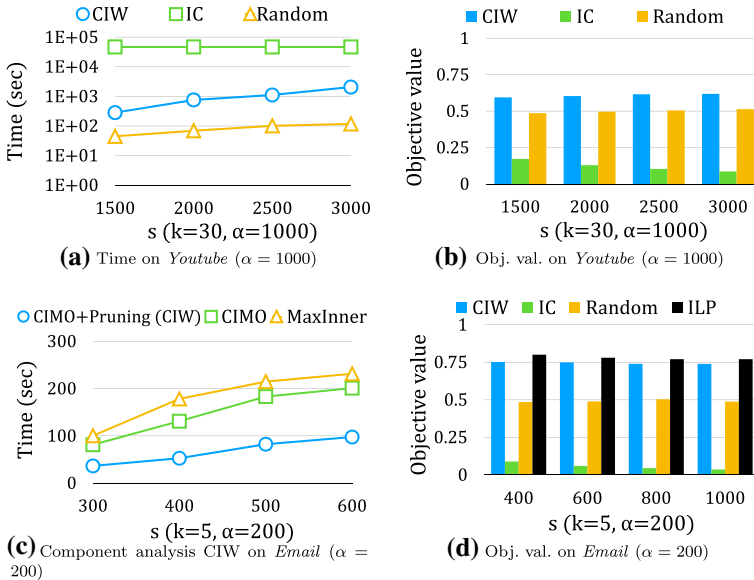 CIW IC Random
1E+05
1E+04
1E+03
1E+02
1E+01
1E+00
Time (sec)
1500 2000 2500 3000
s (k=30, α=1000)
(a) Time on Youtube (α = 1000)
CIW IC Random
1
0.75
0.5
0.25
0
Objective value
1500 2000 2500 3000
s (k=30, α=1000)
(b) Obj. val. on Youtube (α = 1000)
CIMO+Pruning (CIW) CIMO MaxInner
300
200
100
0
Time (sec)
300 400 500 600
s (k=5, α=200)
(c) Component analysis CIW on Email (α =
200)
CIW IC Random ILP
1
0.75
0.5
0.25
0
Objective value
400 600 800 1000
s (k=5, α=200)
(d) Obj. val. on Email (α = 200)